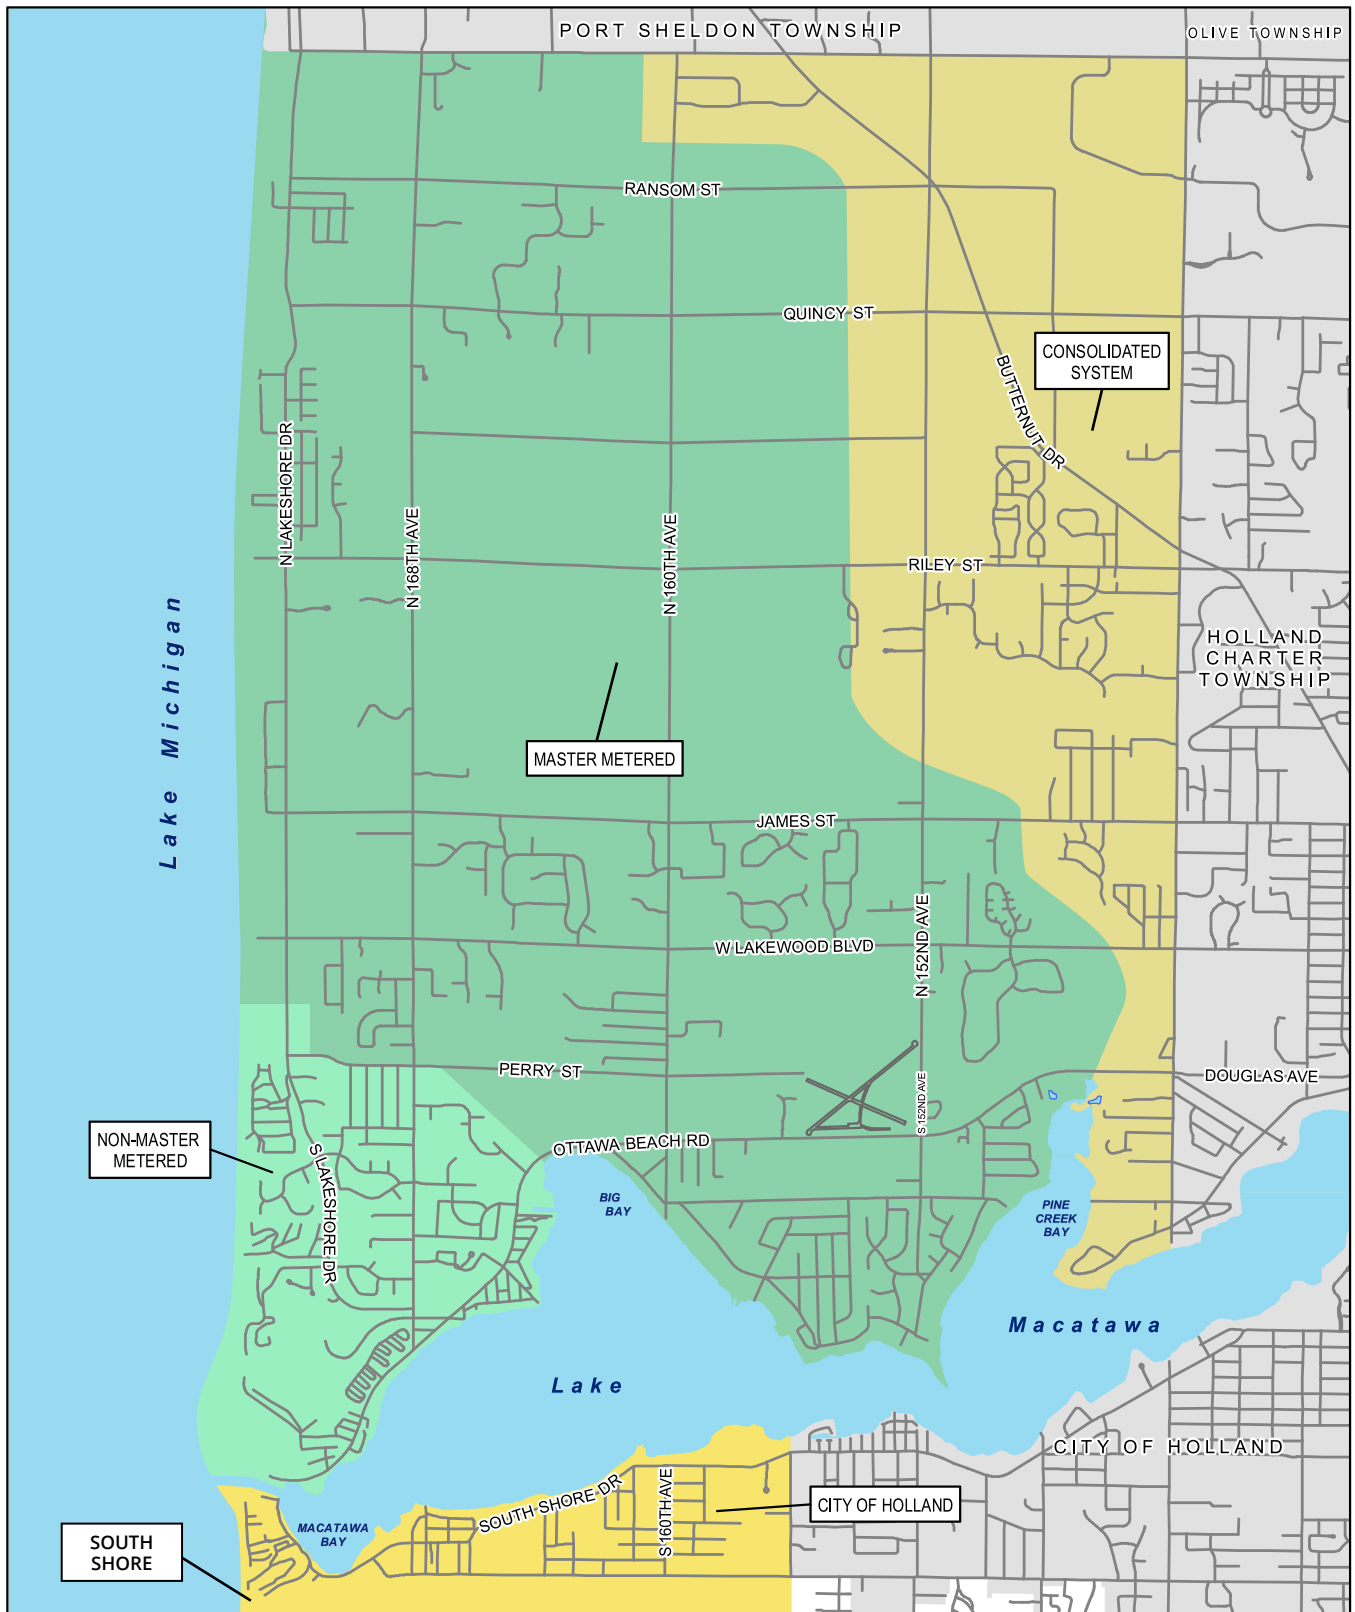 PORT SHELDON TOWNSHIP
OLIVE TOWNSHIP
RANSOM ST
QUINCY ST
CONSOLIDATED
SYSTEM
BUTTERNUT DR
N LAKESHORE DR
N 168TH AVE
N 160TH AVE
RILEY ST
Lake Michigan
HOLLAND
CHARTER
TOWNSHIP
MASTER METERED
JAMES ST
N 152ND AVE
W LAKEWOOD BLVD
PERRY ST
DOUGLAS AVE
S 152ND AVE
NON-MASTER
METERED
OTTAWA BEACH RD
S LAKESHORE DR
BIG
BAY
PINE
CREEK
BAY
Macatawa
Lake
CITY OF HOLLAND
SOUTH SHORE DR
S 160TH AVE
CITY OF HOLLAND
MACATAWA
BAY
SOUTH
SHORE